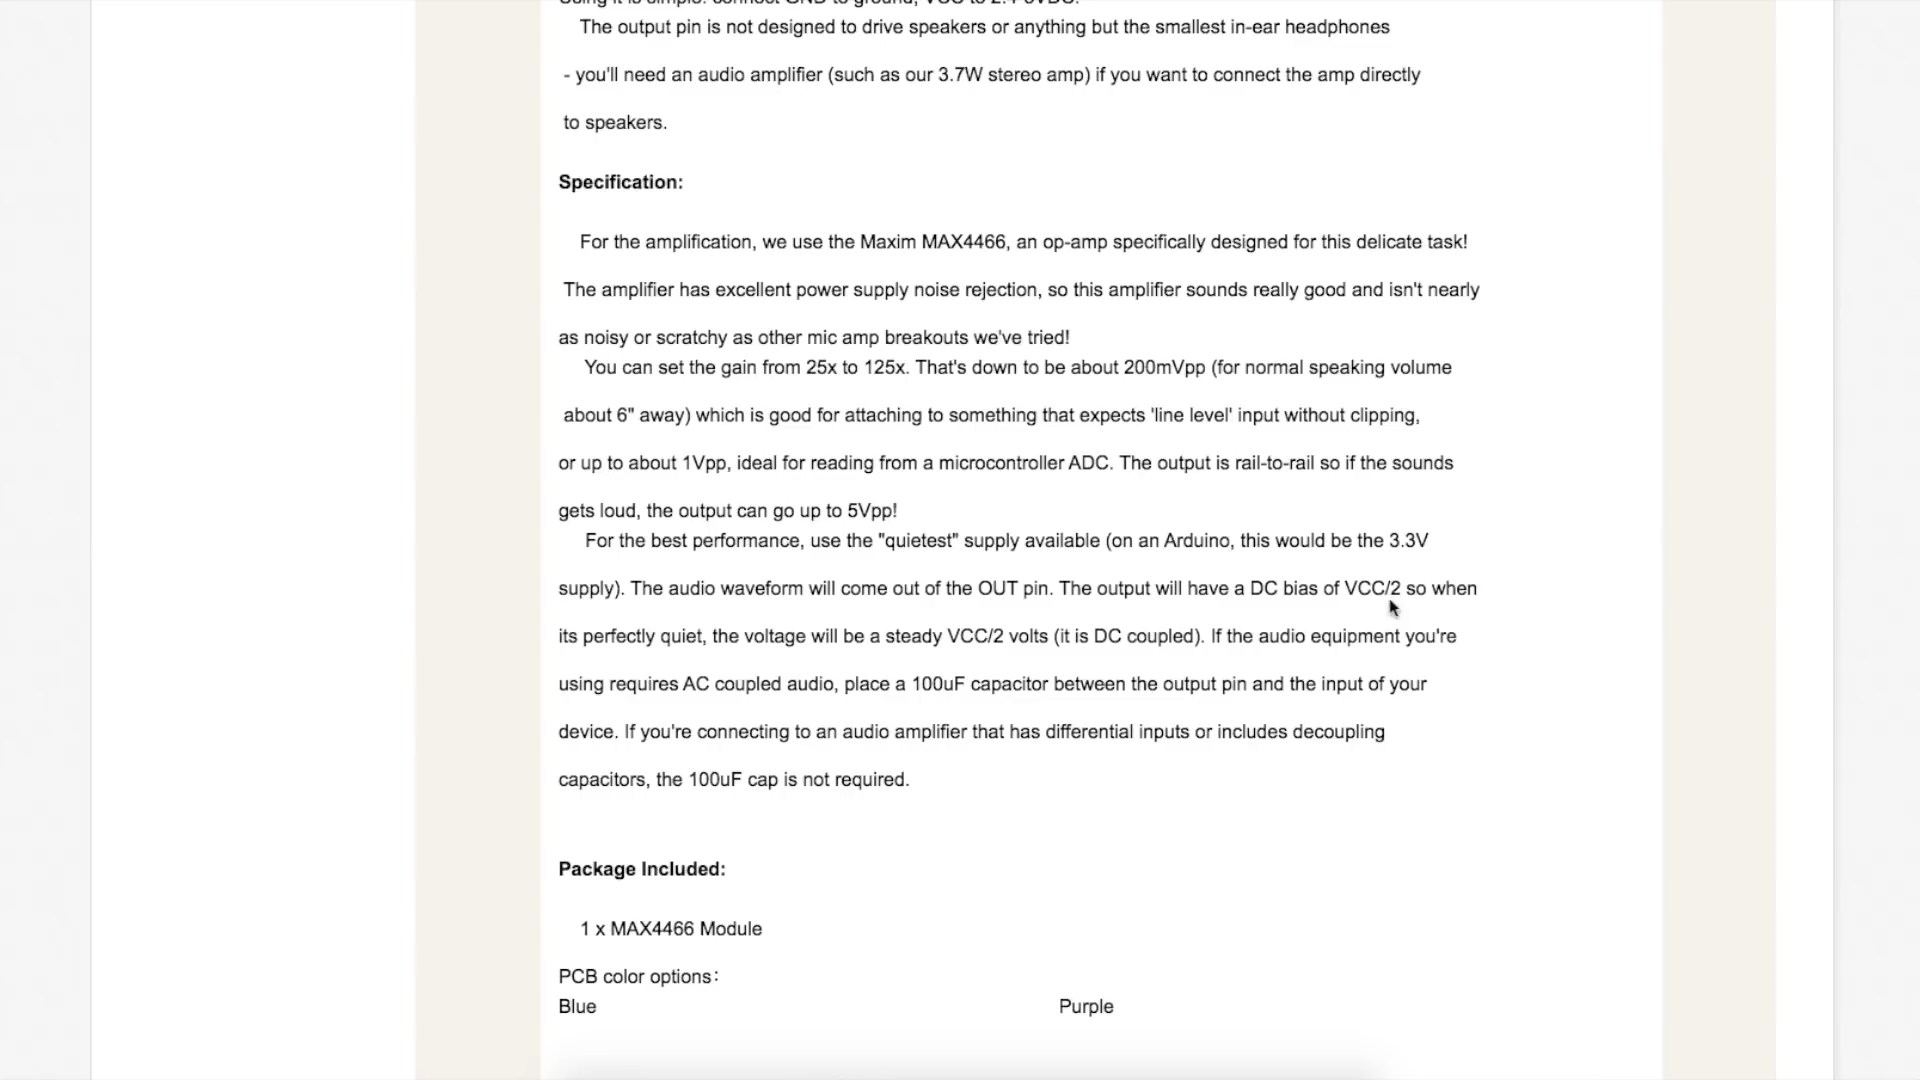 Using it is simple: connect GND to ground, VCC to 2.4-5VDC.
The output pin is not designed to drive speakers or anything but the smallest in-ear headphones
- you'll need an audio amplifier (such as our 3.7W stereo amp) if you want to connect the amp directly
to speakers.
Specification:
For the amplification, we use the Maxim MAX4466, an op-amp specifically designed for this delicate task!
The amplifier has excellent power supply noise rejection, so this amplifier sounds really good and isn't nearly
as noisy or scratchy as other mic amp breakouts we've tried!
You can set the gain from 25x to 125x. That's down to be about 200mVpp (for normal speaking volume
about 6" away) which is good for attaching to something that expects 'line level' input without clipping,
or up to about 1Vpp, ideal for reading from a microcontroller ADC. The output is rail-to-rail so if the sounds
gets loud, the output can go up to 5Vpp!
For the best performance, use the "quietest" supply available (on an Arduino, this would be the 3.3V
supply). The audio waveform will come out of the OUT pin. The output will have a DC bias of VCC/2 so when
its perfectly quiet, the voltage will be a steady VCC/2 volts (it is DC coupled). If the audio equipment you're
using requires AC coupled audio, place a 100uF capacitor between the output pin and the input of your
device. If you're connecting to an audio amplifier that has differential inputs or includes decoupling
capacitors, the 100uF cap is not required.
Package Included:
1 x MAX4466 Module
PCB color options：
Blue Purple